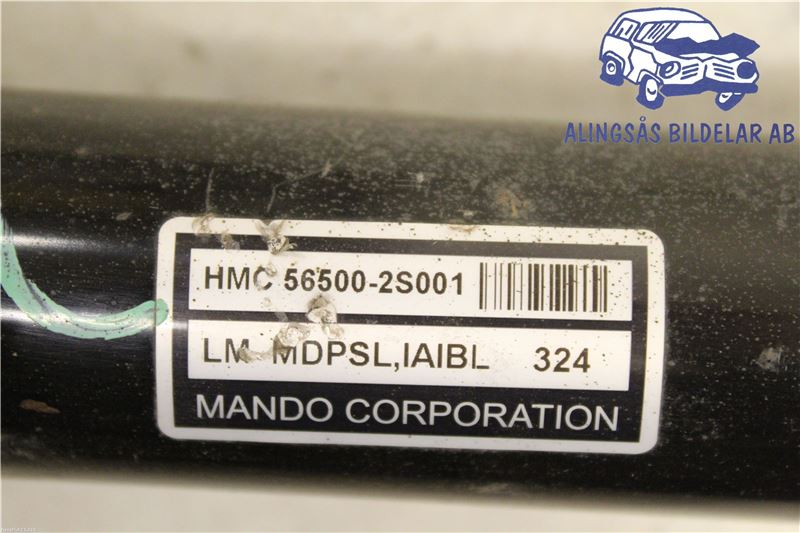 ALINGSÅS BILDELAR AB
HMC 56500-2S001
LM MDPSL,IAIBL 324
MANDO CORPORATION